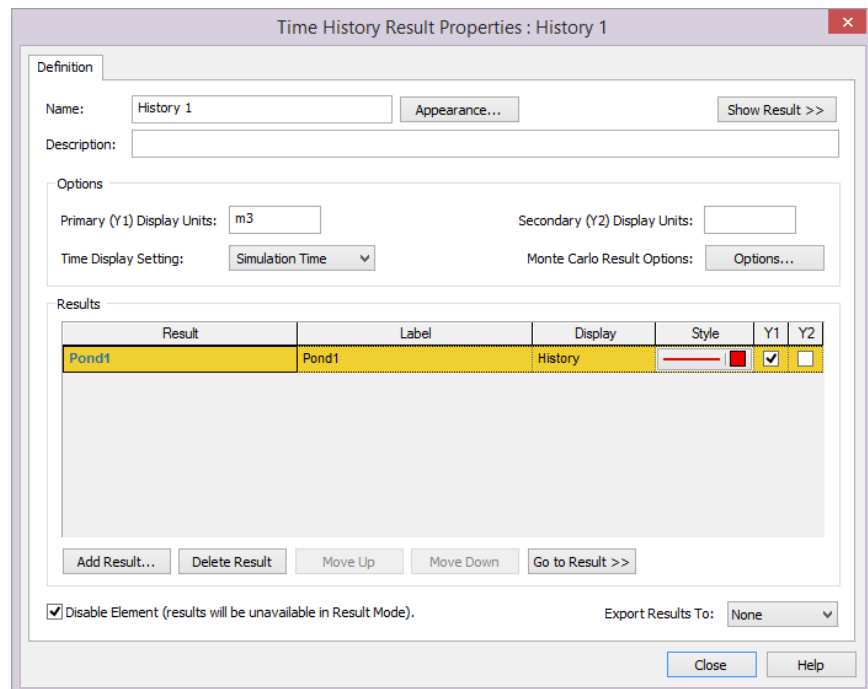 Time History Result Properties : History 1
Definition
Name: History 1 Appearance... Show Result >>
Description:
Options
Primary (Y1) Display Units: m3 Secondary (Y2) Display Units:
Time Display Setting: Simulation Time Monte Carlo Result Options: Options...
Results
Result Label Display Style Y1 Y2
Pond1 Pond1 History
Add Result... Delete Result Move Up Move Down Go to Result >>
Disable Element (results will be unavailable in Result Mode). Export Results To: None
Close Help